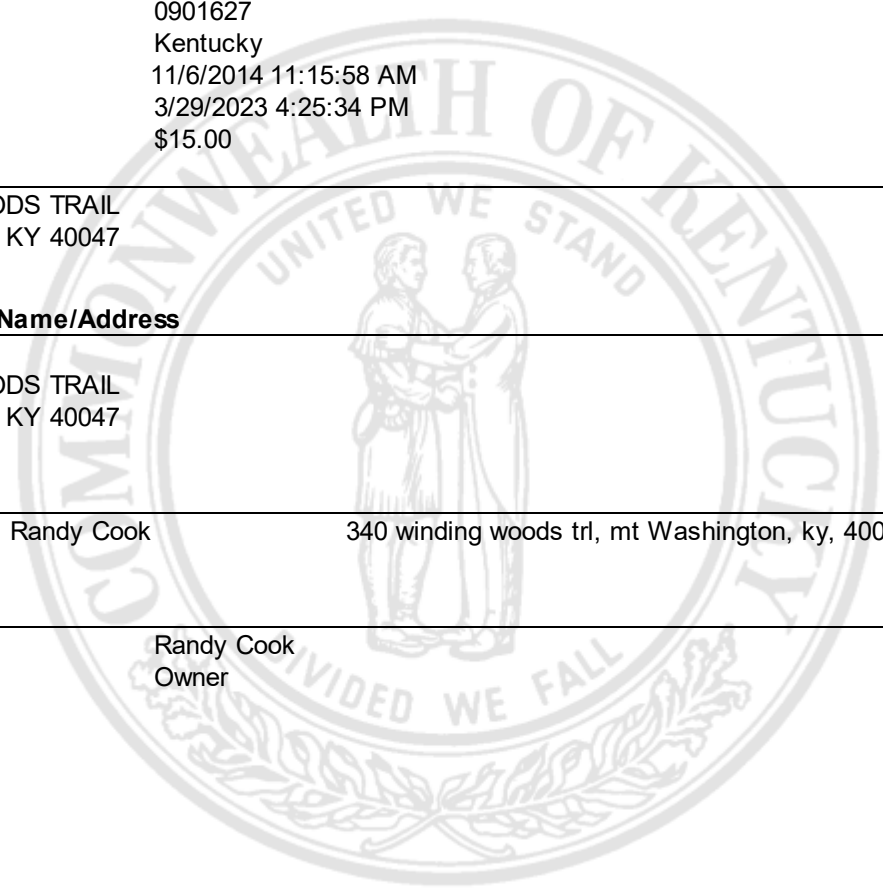 0901627
Kentucky
11/6/2014 11:15:58 AM
3/29/2023 4:25:34 PM
$15.00
COMMONWEALTH OF KENTUCKY
UNITED WE STAND
ODS TRAIL
KY 40047
Name/Address
ODS TRAIL
KY 40047
Randy Cook 340 winding woods trl, mt Washington, ky, 400
Randy Cook
Owner
DIVIDED WE FALL